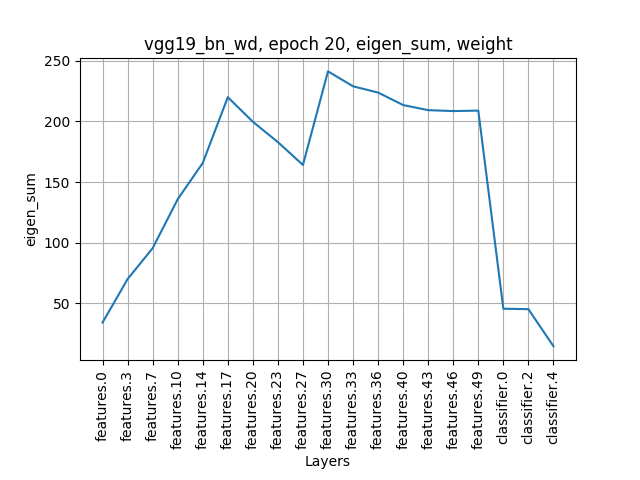 vgg19_bn_wd, epoch 20, eigen_sum, weight
250
200
150
100
50
eigen_sum
features.0
features.3
features.7
features.10
features.14
features.17
features.20
features.23
features.27
features.30
features.33
features.36
features.40
features.43
features.46
features.49
classifier.0
classifier.2
classifier.4
Layers